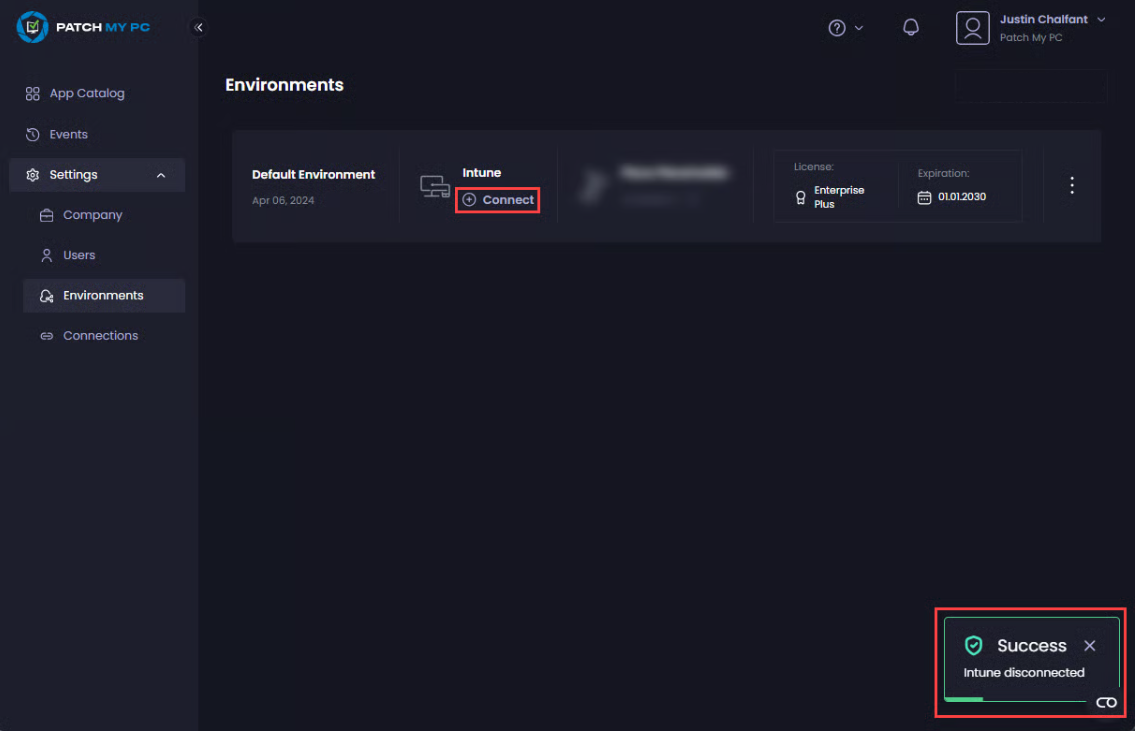 PATCH MY PC
Justin Chalfant
Patch My PC
App Catalog
Events
Settings
Company
Users
Environments
Connections
Environments
Default Environment
Apr 06, 2024
Intune
Connect
License:
Enterprise
Plus
Expiration:
01.01.2030
Success
Intune disconnected